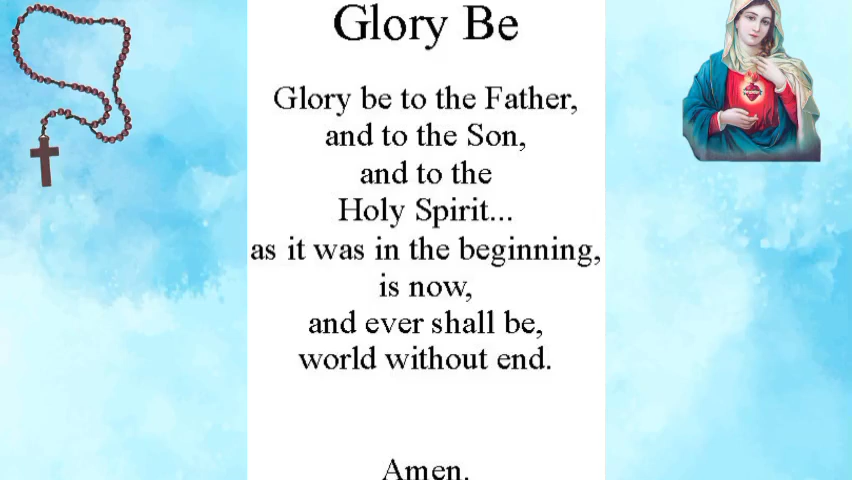 Glory Be
Glory be to the Father,
and to the Son,
and to the
Holy Spirit...
as it was in the beginning,
is now,
and ever shall be,
world without end.
Amen.